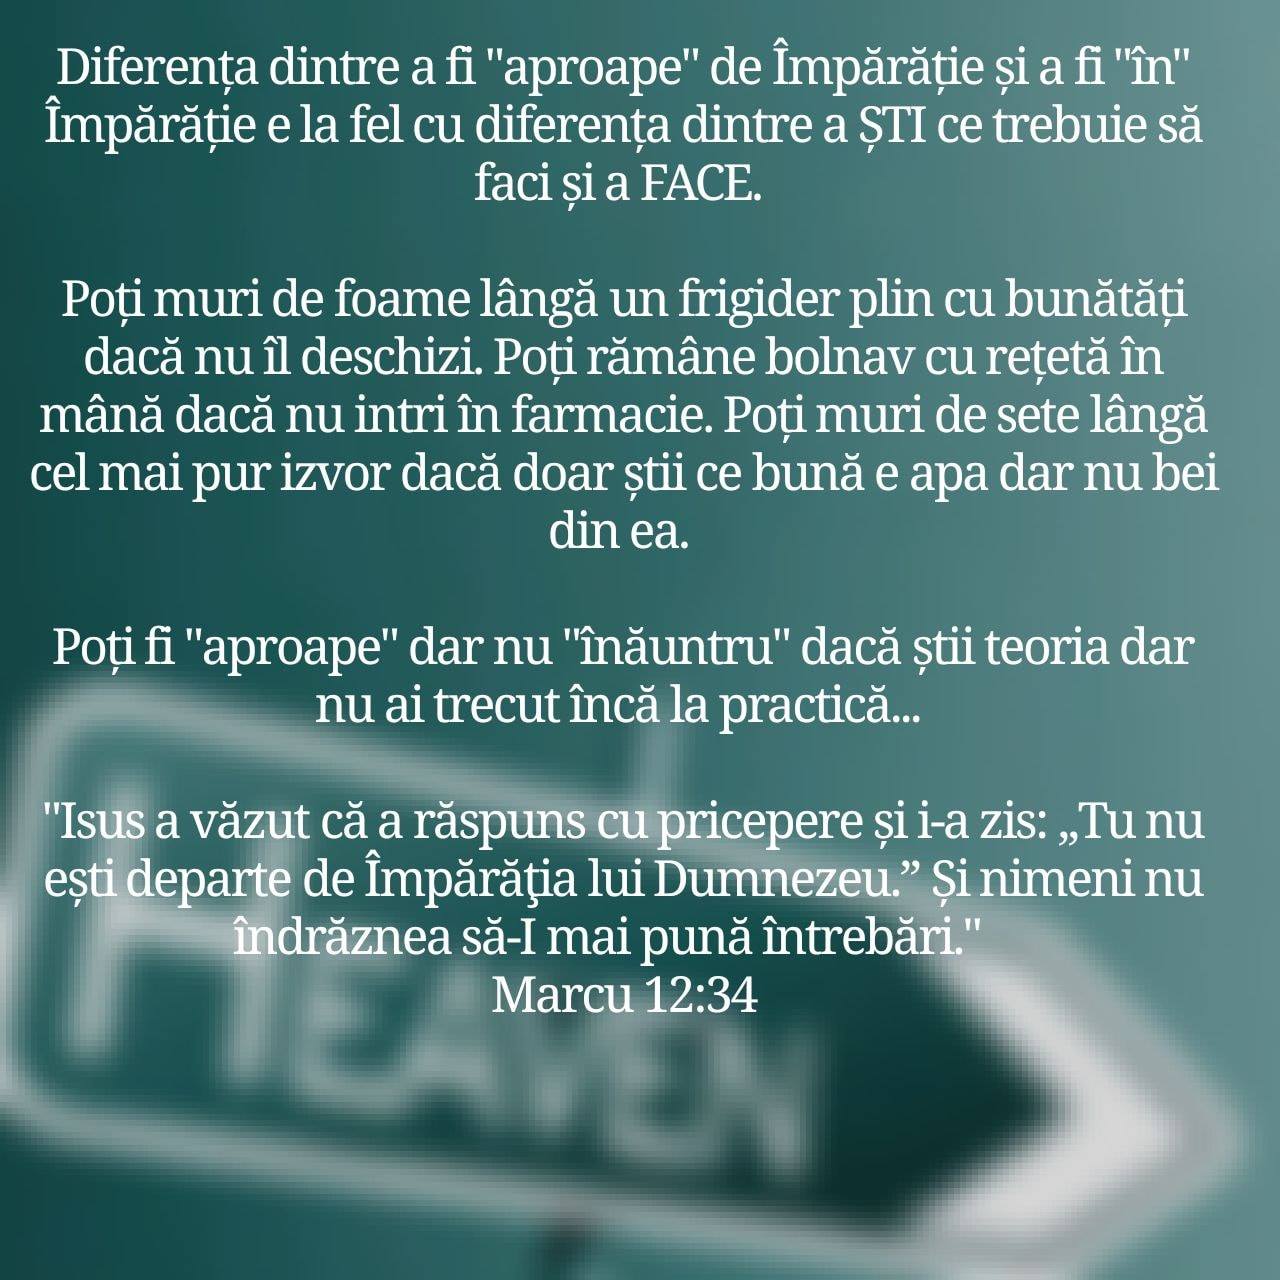 Diferența dintre a fi "aproape" de Împărăție și a fi "în"
Împărăție e la fel cu diferența dintre a ȘTI ce trebuie să
faci și a FACE.
Poți muri de foame lângă un frigider plin cu bunătăți
dacă nu îl deschizi. Poți rămâne bolnav cu rețetă în
mână dacă nu intri în farmacie. Poți muri de sete lângă
cel mai pur izvor dacă doar știi ce bună e apa dar nu bei
din ea.
Poți fi "aproape" dar nu "înăuntru" dacă știi teoria dar
nu ai trecut încă la practică...
"Isus a văzut că a răspuns cu pricepere și i-a zis: „Tu nu
ești departe de Împărăţia lui Dumnezeu.” Și nimeni nu
îndrăznea să-I mai pună întrebări."
Marcu 12:34
HEAVEN